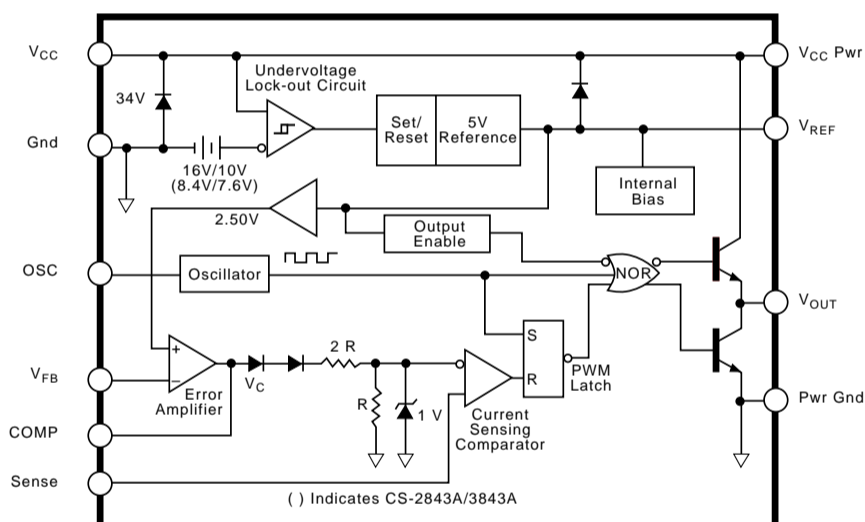 VCC
VCC Pwr
Undervoltage
Lock-out Circuit
34V
Set/
Reset
5V
Reference
Gnd
VREF
16V/10V
(8.4V/7.6V)
Internal
Bias
2.50V
Output
Enable
OSC
Oscillator
NOR
VOUT
S
R
2 R
PWM
Latch
+
−
VFB
VC
Error
Amplifier
R
1 V
Current
Sensing
Comparator
Pwr Gnd
COMP
Sense
( ) Indicates CS-2843A/3843A